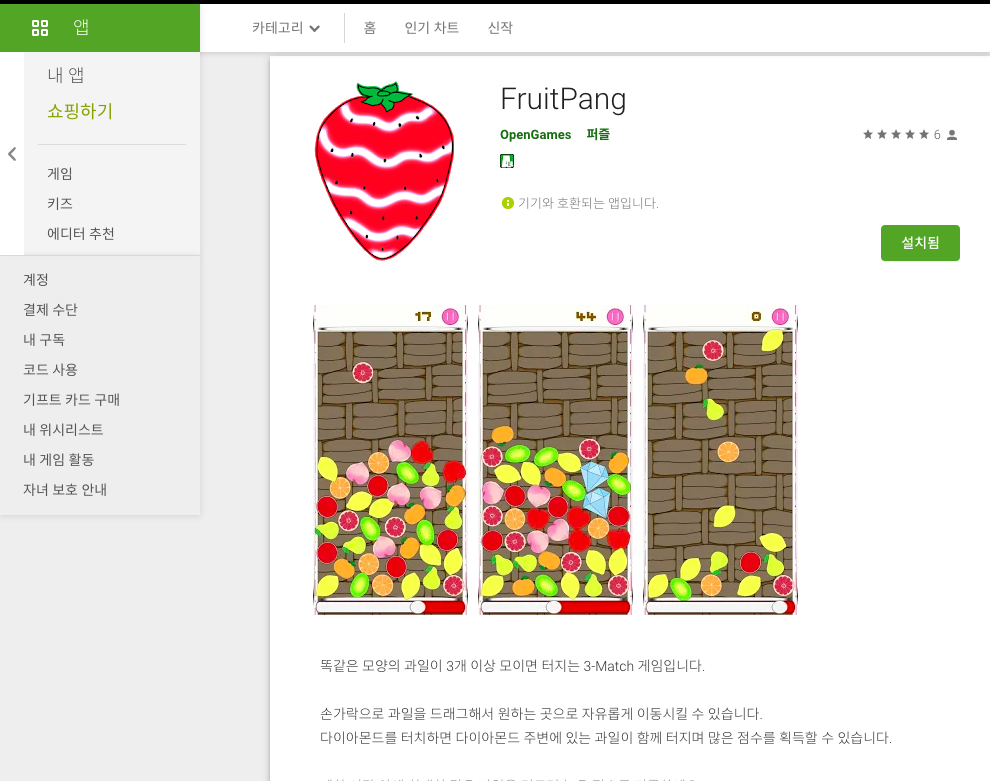 앱
카테고리 홈 인기 차트 신작
내 앱
쇼핑하기
게임
키즈
에디터 추천
계정
결제 수단
내 구독
코드 사용
기프트 카드 구매
내 위시리스트
내 게임 활동
자녀 보호 안내
FruitPang
OpenGames 퍼즐
6
기기와 호환되는 앱입니다.
설치됨
17
44
0
똑같은 모양의 과일이 3개 이상 모이면 터지는 3-Match 게임입니다.
손가락으로 과일을 드래그해서 원하는 곳으로 자유롭게 이동시킬 수 있습니다.
다이아몬드를 터치하면 다이아몬드 주변에 있는 과일이 함께 터지며 많은 점수를 획득할 수 있습니다.